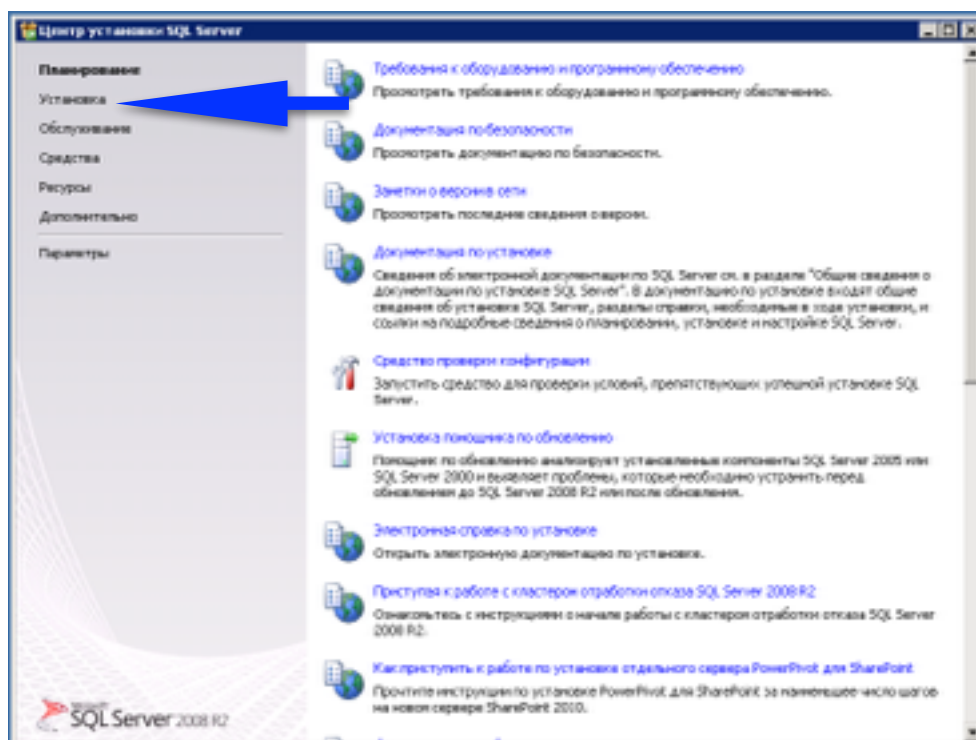 Центр установки SQL Server
Планирование
Установка
Обслуживание
Средства
Ресурсы
Дополнительно
Параметры
Требования к оборудованию и программному обеспечению
Просмотреть требования к оборудованию и программному обеспечению.
Документация по безопасности
Просмотреть документацию по безопасности.
Заметки о версии в сети
Просмотреть последние сведения о версии.
Документация по установке
Сведения об электронной документации по SQL Server см. в разделе "Общие сведения о
документации по установке SQL Server". В документацию по установке входят общие
сведения об установке SQL Server, разделы справки, необходимые в ходе установки, и
ссылки на подробные сведения о планировании, установке и настройке SQL Server.
Средство проверки конфигурации
Запустить средство для проверки условий, препятствующих успешной установке SQL
Server.
Установка помощника по обновлению
Помощник по обновлению анализирует установленные компоненты SQL Server 2005 или
SQL Server 2000 и выявляет проблемы, которые необходимо устранить перед
обновлением до SQL Server 2008 R2 или после обновления.
Электронная справка по установке
Открыть электронную документацию по установке.
Приступая к работе с кластером отработки отказа SQL Server 2008 R2
Ознакомьтесь с инструкциями о начале работы с кластером отработки отказа SQL Server
2008 R2.
Как приступить к работе по установке отдельного сервера PowerPivot для SharePoint
Прочтите инструкции по установке PowerPivot для SharePoint за наименьшее число шагов
на новом сервере SharePoint 2010.
SQL Server 2008 R2